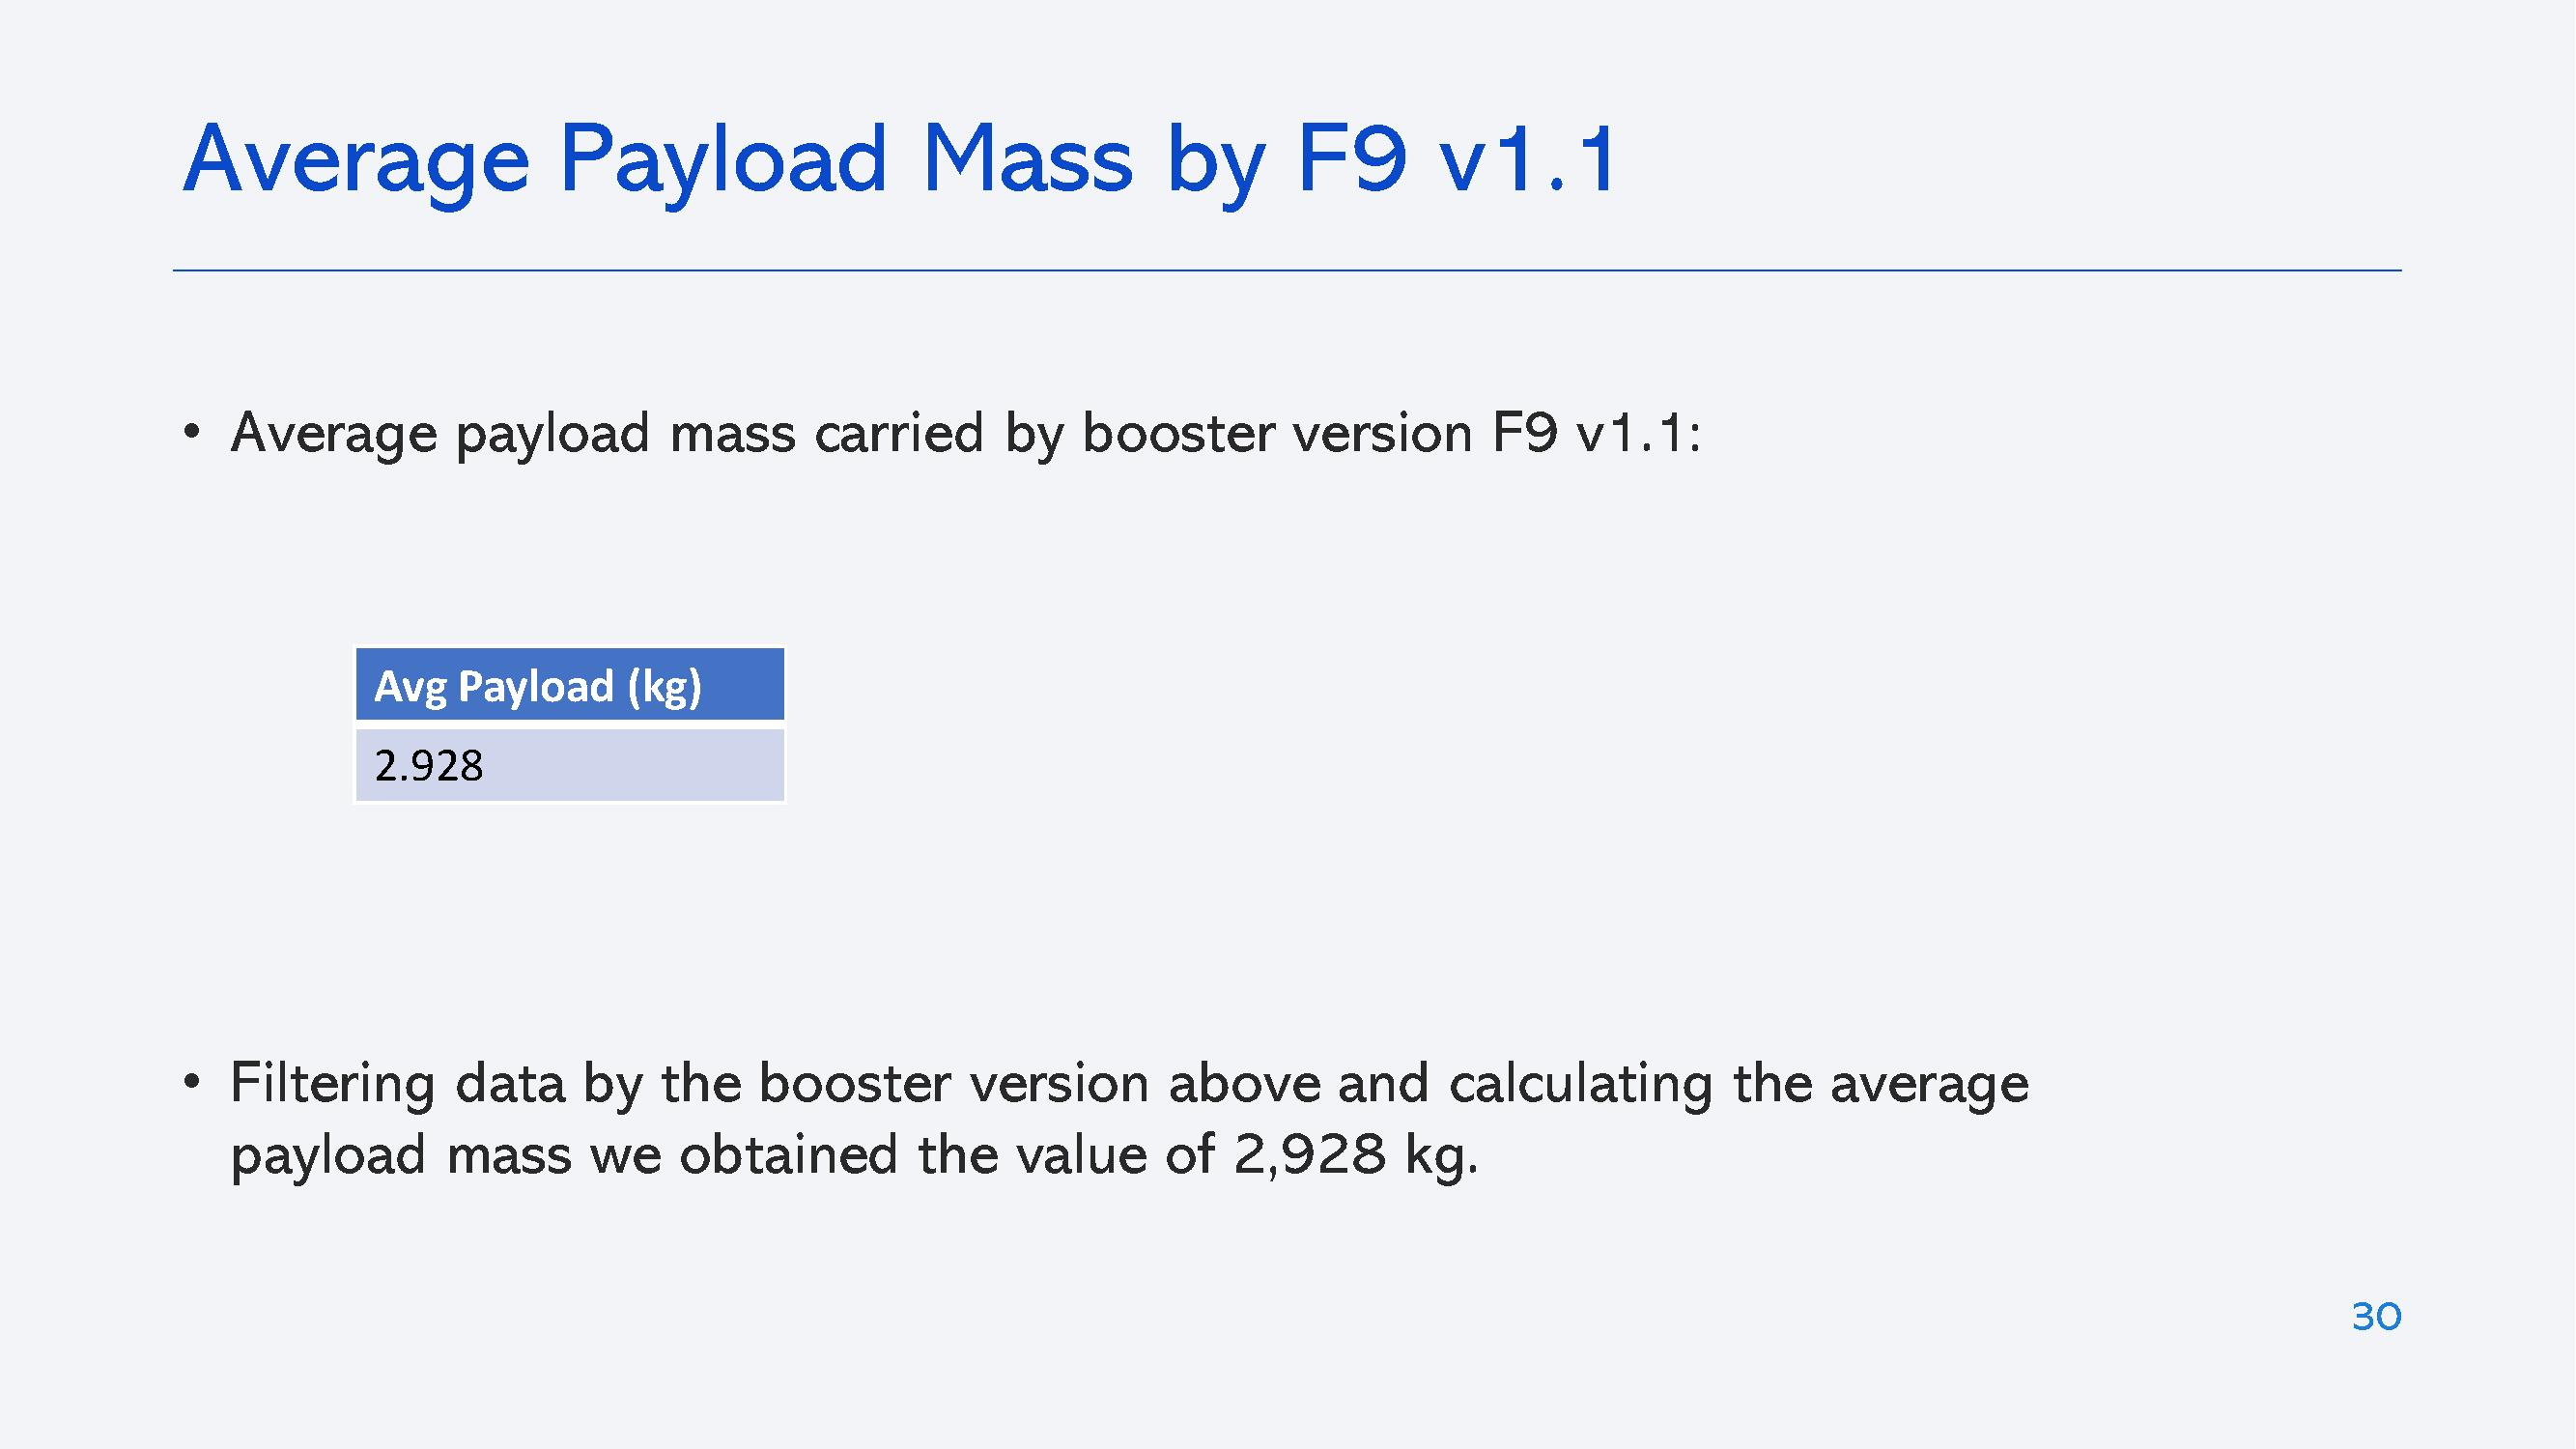 Average Payload Mass by F9 v1.1
• Average payload mass carried by booster version F9 v1.1:
Avg Payload (kg)
2.928
• Filtering data by the booster version above and calculating the average
payload mass we obtained the value of 2,928 kg.
30